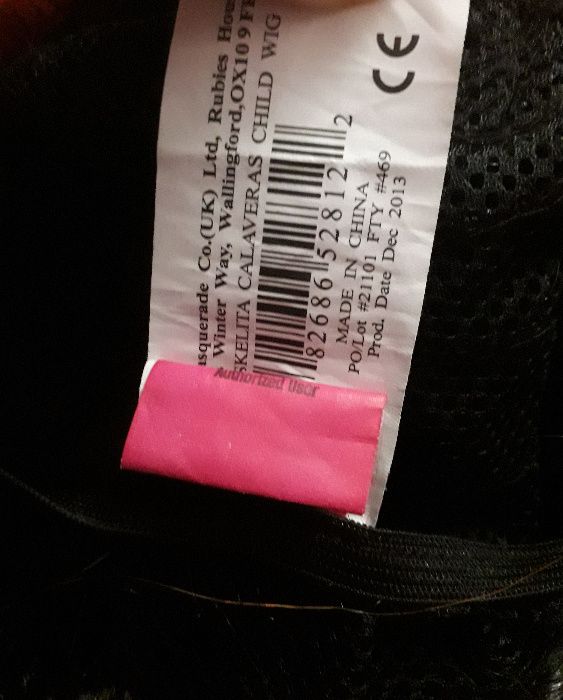 asquerade Co.(UK) Ltd, Rubies Hou
Winter Way, Wallingford,OX10 9
SKELITA CALAVERAS CHILD WIG
82686 52812 2
MADE IN CHINA
PO/Lot #21101 FTY #469
Prod. Date Dec 2013
CE
Authorized User